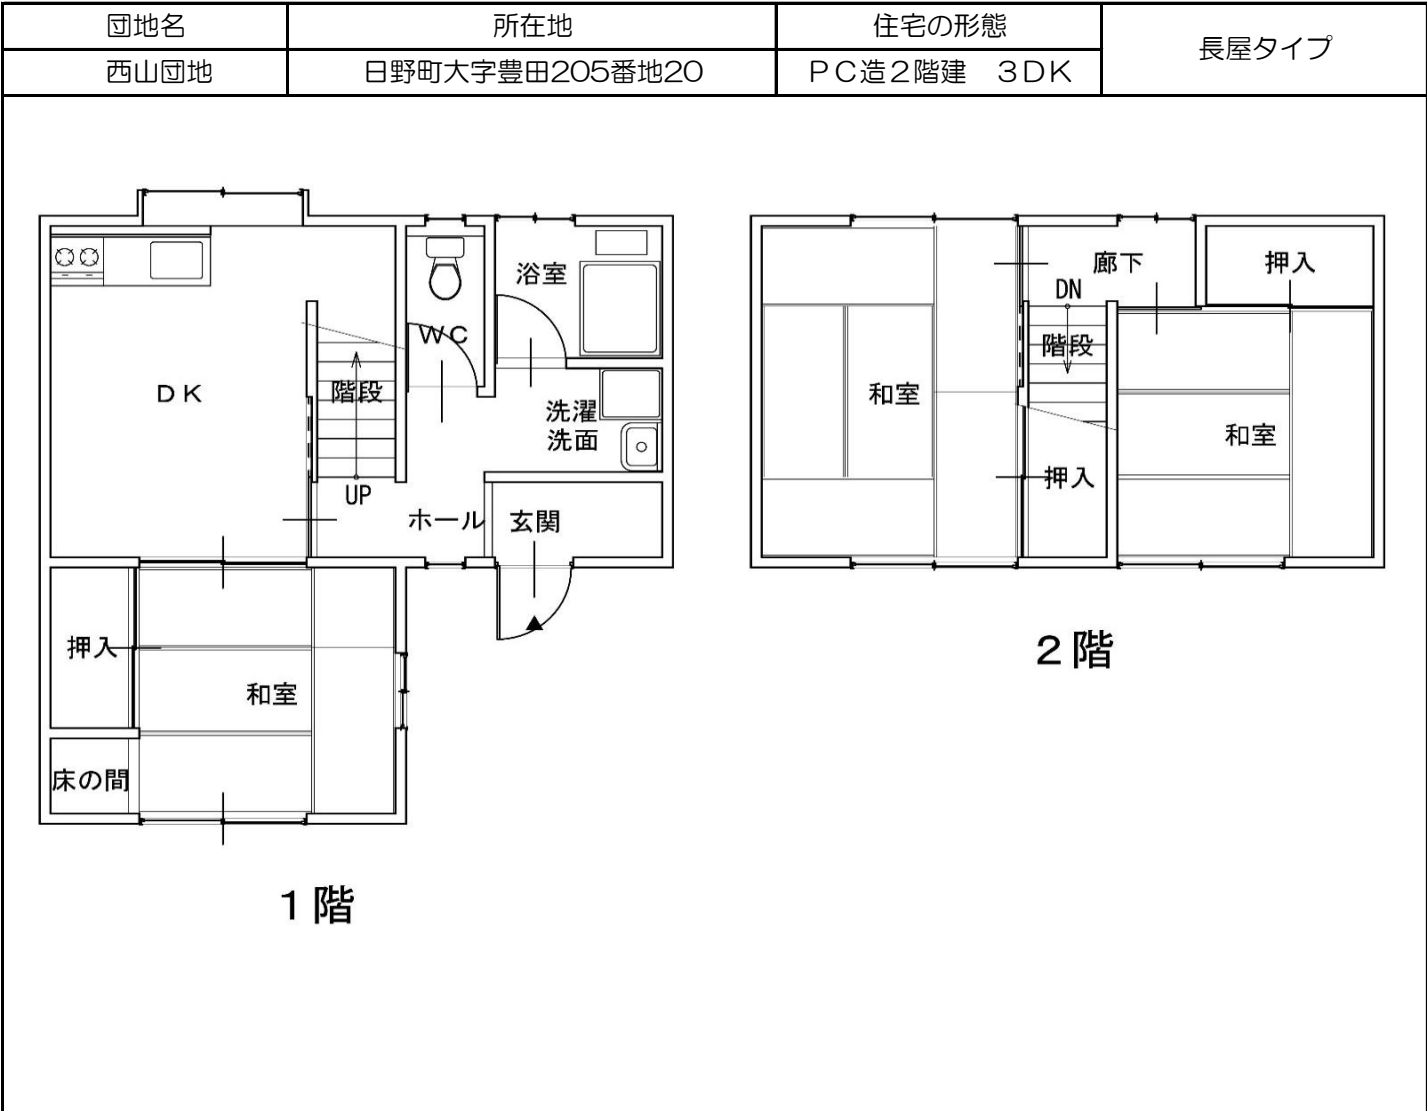 団地名 所在地 住宅の形態 長屋タイプ
西山団地 日野町大字豊田205番地20 PC造2階建 3DK
浴室
WC
DK
階段
洗濯
洗面
UP
ホール
玄関
押入
和室
床の間
1階
廊下
押入
DN
階段
和室
和室
押入
2階